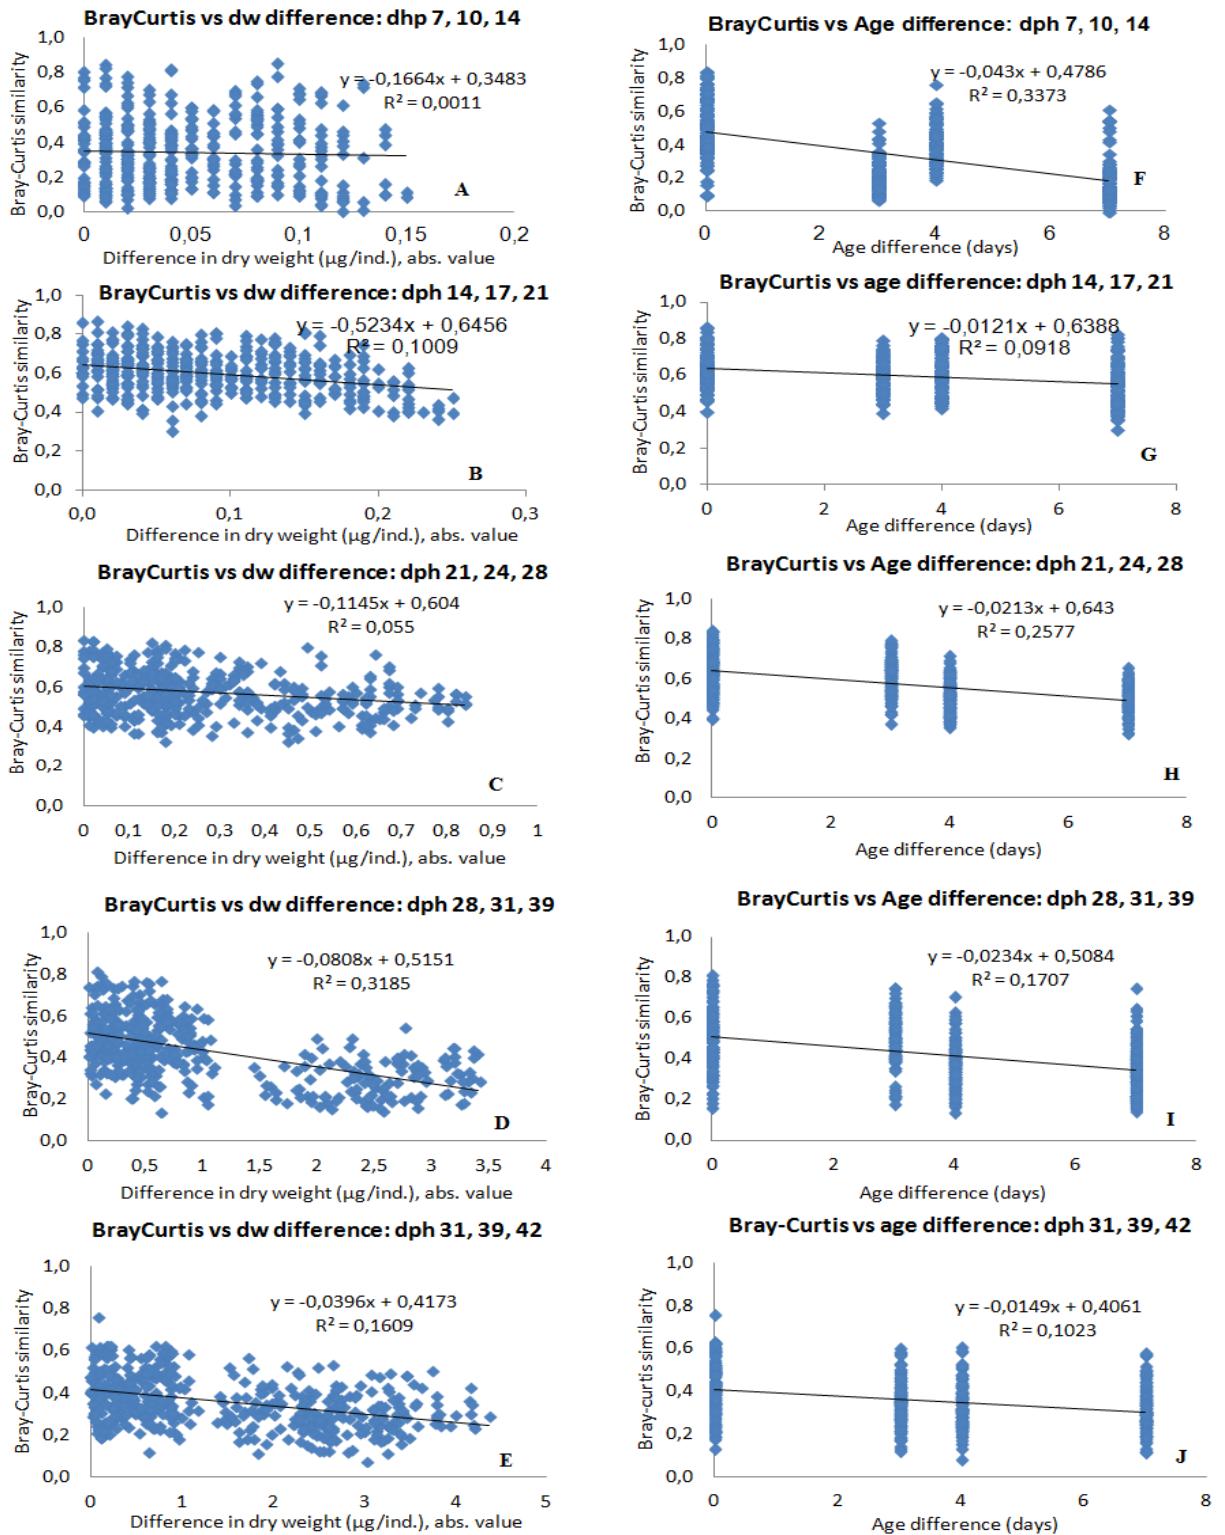 BrayCurtis vs dw difference: dhp 7, 10, 14
1,0
0,8
0,6
0,4
0,2
0,0
Bray-Curtis similarity
y = -0,1664x + 0,3483
R² = 0,0011
A
0 0,05 0,1 0,15 0,2
Difference in dry weight (µg/ind.), abs. value
BrayCurtis vs Age difference: dph 7, 10, 14
1,0
0,8
0,6
0,4
0,2
0,0
Bray-Curtis similarity
y = -0,043x + 0,4786
R² = 0,3373
F
0 2 4 6 8
Age difference (days)
BrayCurtis vs dw difference: dph 14, 17, 21
1,0
0,8
0,6
0,4
0,2
0,0
Bray-Curtis similarity
y = -0,5234x + 0,6456
R² = 0,1009
B
0,0 0,1 0,2 0,3
Difference in dry weight (µg/ind.), abs. value
BrayCurtis vs age difference: dph 14, 17, 21
1,0
0,8
0,6
0,4
0,2
0,0
Bray-Curtis similarity
y = -0,0121x + 0,6388
R² = 0,0918
G
0 2 4 6 8
Age difference (days)
BrayCurtis vs dw difference: dph 21, 24, 28
1,0
0,8
0,6
0,4
0,2
0,0
Bray-Curtis similarity
y = -0,1145x + 0,604
R² = 0,055
C
0 0,1 0,2 0,3 0,4 0,5 0,6 0,7 0,8 0,9 1
Difference in dry weight (µg/ind.), abs. value
BrayCurtis vs Age difference: dph 21, 24, 28
1,0
0,8
0,6
0,4
0,2
0,0
Bray-Curtis similarity
y = -0,0213x + 0,643
R² = 0,2577
H
0 2 4 6 8
Age difference (days)
BrayCurtis vs dw difference: dph 28, 31, 39
1,0
0,8
0,6
0,4
0,2
0,0
Bray-Curtis similarity
y = -0,0808x + 0,5151
R² = 0,3185
D
0 0,5 1 1,5 2 2,5 3 3,5 4
Difference in dry weight (µg/ind.), abs. value
BrayCurtis vs Age difference: dph 28, 31, 39
1,0
0,8
0,6
0,4
0,2
0,0
Bray-Curtis similarity
y = -0,0234x + 0,5084
R² = 0,1707
I
0 2 4 6 8
Age difference (days)
BrayCurtis vs dw difference: dph 31, 39, 42
1,0
0,8
0,6
0,4
0,2
0,0
Bray-Curtis similarity
y = -0,0396x + 0,4173
R² = 0,1609
E
0 1 2 3 4 5
Difference in dry weight (µg/ind.), abs. value
Bray-Curtis vs age difference: dph 31, 39, 42
1,0
0,8
0,6
0,4
0,2
0,0
Bray-curtis similarity
y = -0,0149x + 0,4061
R² = 0,1023
J
0 2 4 6 8
Age difference (days)